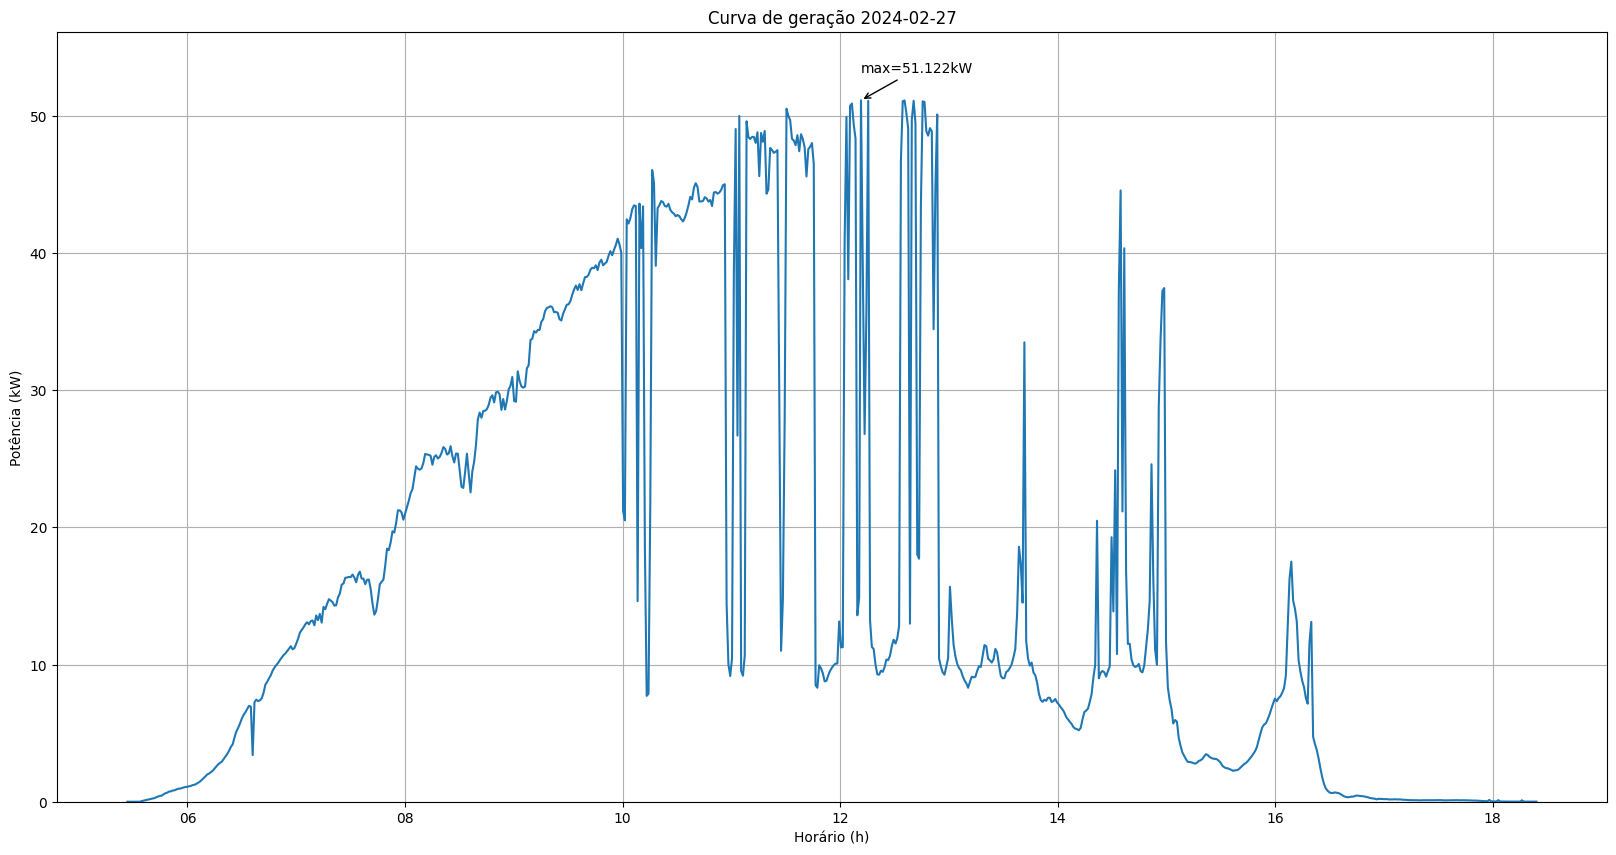 Curva de geração 2024-02-27
max=51.122kW
Potência (kW)
50
40
30
20
10
0
06 08 10 12 14 16 18
Horário (h)